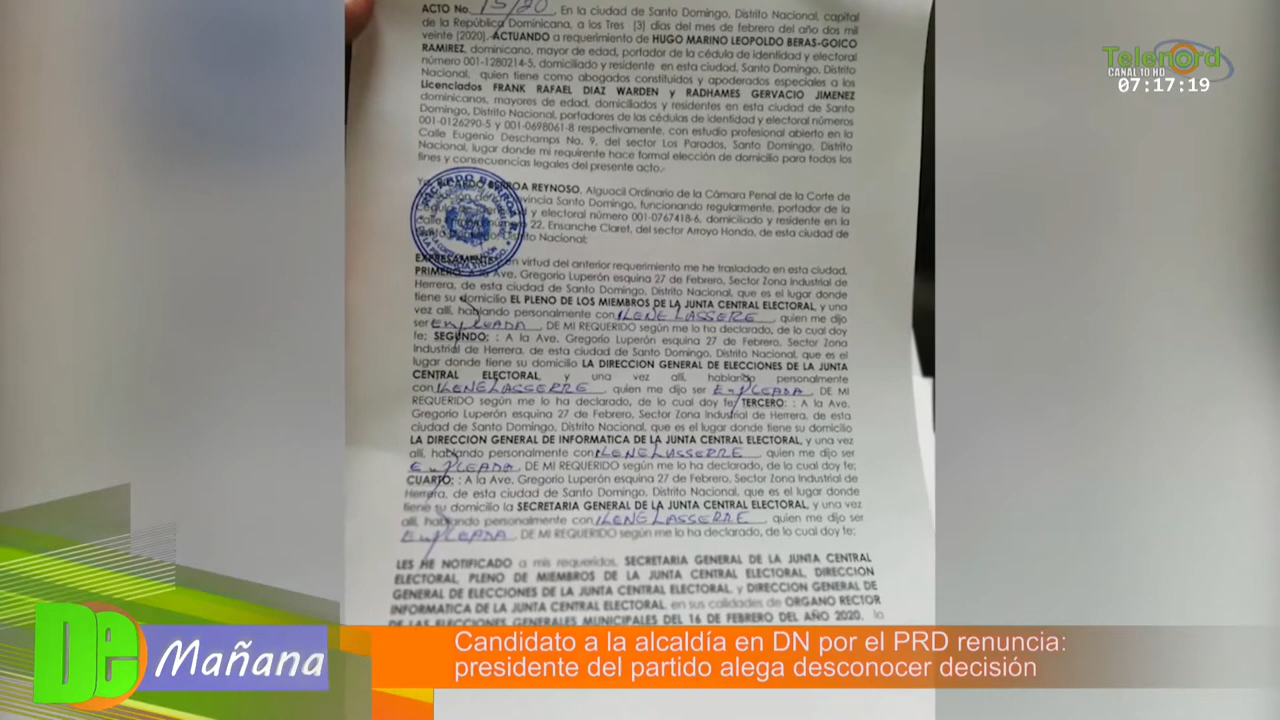 ACTO No. 15/20. En la ciudad de Santo Domingo, Distrito Nacional, capital
de la República Dominicana, a los Tres (3) días del mes de febrero del año dos mil
veinte (2020). ACTUANDO a requerimiento de HUGO MARINO LEOPOLDO BERAS-GOICO
RAMIREZ, dominicano, mayor de edad, portador de la cédula de identidad y electoral
número 001-1280214-5, domiciliado y residente en esta ciudad, Santo Domingo, Distrito
Nacional, quien tiene como abogados constituidos y apoderados especiales a los
Licenciados FRANK RAFAEL DIAZ WARDEN y RADHAMES GERVACIO JIMENEZ
dominicanos, mayores de edad, domiciliados y residentes en esta ciudad de Santo
Domingo, Distrito Nacional, portadores de las cédulas de identidad y electoral números
001-0126290-5 y 001-0698061-8 respectivamente, con estudio profesional abierto en la
Calle Eugenio Deschamps No. 9, del sector Los Parados, Santo Domingo, Distrito
Nacional, lugar donde mi requirente hace formal elección de domicilio para todos los
fines y consecuencias legales del presente acto.-
REYNOSO, Alguacil Ordinario de la Cámara Penal de la Corte de
Santo Domingo, funcionando regularmente, portador de la
y electoral número 001-0767418-6, domiciliado y residente en la
22, Ensanche Claret, del sector Arroyo Hondo, de esta ciudad de
Nacional;
EXPRESAMENTE en virtud del anterior requerimiento me he trasladado en esta ciudad,
PRIMERO: Ave. Gregorio Luperón esquina 27 de Febrero, Sector Zona Industrial de
Herrera, de esta ciudad de Santo Domingo, Distrito Nacional, que es el lugar donde
tiene su domicilio EL PLENO DE LOS MIEMBROS DE LA JUNTA CENTRAL ELECTORAL, y una
vez allí, hablando personalmente con ILENE LASSERE, quien me dijo
ser EmpLEADA, DE MI REQUERIDO según me lo ha declarado, de lo cual doy
fe; SEGUNDO: : A la Ave. Gregorio Luperón esquina 27 de Febrero, Sector Zona
Industrial de Herrera, de esta ciudad de Santo Domingo, Distrito Nacional, que es el
lugar donde tiene su domicilio LA DIRECCION GENERAL DE ELECCIONES DE LA JUNTA
CENTRAL ELECTORAL, y una vez allí, hablando personalmente
con ILENE LASSERRE, quien me dijo ser EmpLEADA, DE MI
REQUERIDO según me lo ha declarado, de lo cual doy fe; TERCERO: : A la Ave.
Gregorio Luperón esquina 27 de Febrero, Sector Zona Industrial de Herrera, de esta
ciudad de Santo Domingo, Distrito Nacional, que es el lugar donde tiene su domicilio
LA DIRECCION GENERAL DE INFORMATICA DE LA JUNTA CENTRAL ELECTORAL, y una vez
allí, hablando personalmente con ILENE LASSERRE, quien me dijo ser
EmpLEADA, DE MI REQUERIDO según me lo ha declarado, de lo cual doy fe;
CUARTO: : A la Ave. Gregorio Luperón esquina 27 de Febrero, Sector Zona Industrial de
Herrera, de esta ciudad de Santo Domingo, Distrito Nacional, que es el lugar donde
tiene su domicilio la SECRETARIA GENERAL DE LA JUNTA CENTRAL ELECTORAL, y una vez
allí, hablando personalmente con ILENE LASSERRE, quien me dijo ser
EmpLEADA, DE MI REQUERIDO según me lo ha declarado, de lo cual doy fe;
LES HE NOTIFICADO a mis requeridos, SECRETARIA GENERAL DE LA JUNTA CENTRAL
ELECTORAL, PLENO DE MIEMBROS DE LA JUNTA CENTRAL ELECTORAL, DIRECCION
GENERAL DE ELECCIONES DE LA JUNTA CENTRAL ELECTORAL, y DIRECCION GENERAL DE
INFORMATICA DE LA JUNTA CENTRAL ELECTORAL, en sus calidades de ORGANO RECTOR
DE LAS ELECCIONES GENERALES MUNICIPALES DEL 16 DE FEBRERO DEL AÑO 2020, la
Telenord
CANAL 10 HD
07:17:19
De Mañana
Candidato a la alcaldía en DN por el PRD renuncia:
presidente del partido alega desconocer decisión